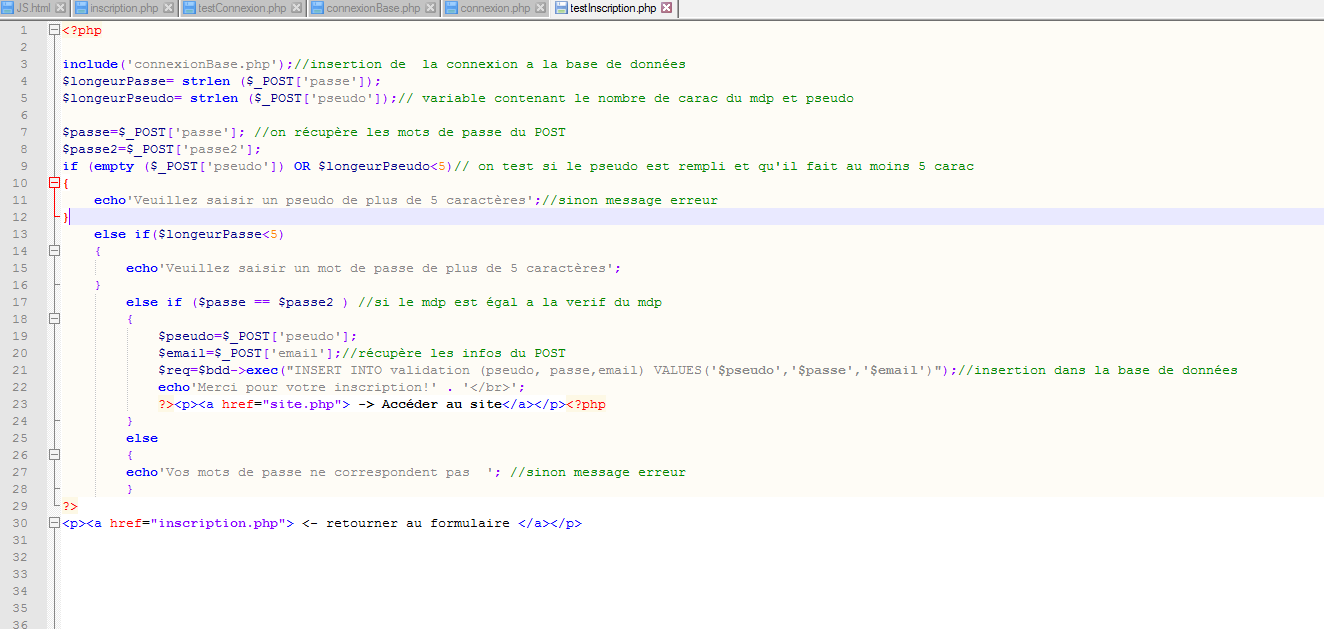 JS.html inscription.php testConnexion.php connexionBase.php connexion.php testInscription.php
1 <?php
2
3 include('connexionBase.php');//insertion de  la connexion a la base de données
4 $longeurPasse= strlen ($_POST['passe']);
5 $longeurPseudo= strlen ($_POST['pseudo']);// variable contenant le nombre de carac du mdp et pseudo
6
7 $passe=$_POST['passe']; //on récupère les mots de passe du POST
8 $passe2=$_POST['passe2'];
9 if (empty ($_POST['pseudo']) OR $longeurPseudo<5)// on test si le pseudo est rempli et qu'il fait au moins 5 carac
10 {
11     echo'Veuillez saisir un pseudo de plus de 5 caractères';//sinon message erreur
12 }
13     else if($longeurPasse<5)
14     {
15         echo'Veuillez saisir un mot de passe de plus de 5 caractères';
16     }
17         else if ($passe == $passe2 ) //si le mdp est égal a la verif du mdp
18         {
19             $pseudo=$_POST['pseudo'];
20             $email=$_POST['email'];//récupère les infos du POST
21             $req=$bdd->exec("INSERT INTO validation (pseudo, passe,email) VALUES('$pseudo','$passe','$email')");//insertion dans la base de données
22             echo'Merci pour votre inscription!' . '</br>';
23             ?><p><a href="site.php"> -> Accéder au site</a></p><?php
24         }
25         else
26         {
27         echo'Vos mots de passe ne correspondent pas  '; //sinon message erreur
28         }
29 ?>
30 <p><a href="inscription.php"> <- retourner au formulaire </a></p>
31
32
33
34
35
36